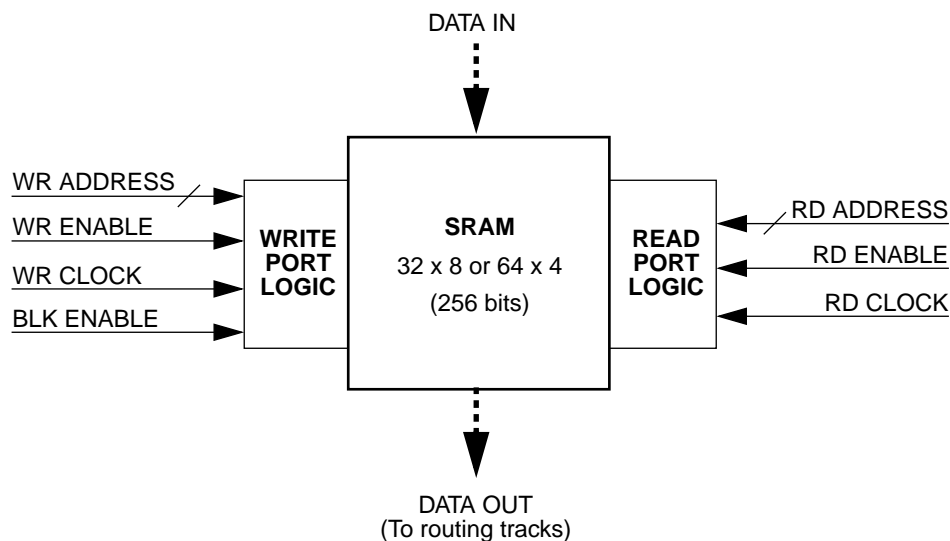 DATA IN
WR ADDRESS
WR ENABLE
WR CLOCK
BLK ENABLE
WRITE
PORT
LOGIC
SRAM
32 x 8 or 64 x 4
(256 bits)
READ
PORT
LOGIC
RD ADDRESS
RD ENABLE
RD CLOCK
DATA OUT
(To routing tracks)